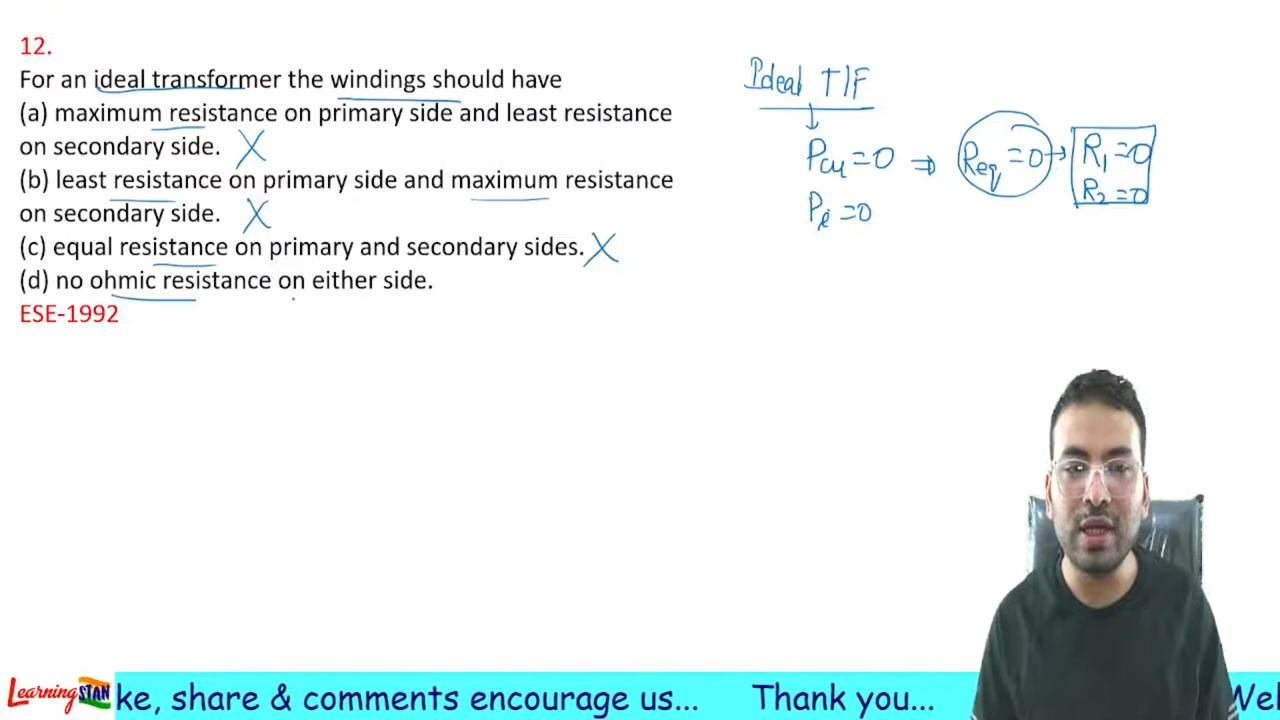 12.
For an ideal transformer the windings should have
(a) maximum resistance on primary side and least resistance
on secondary side. X
(b) least resistance on primary side and maximum resistance
on secondary side. X
(c) equal resistance on primary and secondary sides. X
(d) no ohmic resistance on either side.
ESE-1992
Ideal T/F
Pcu=0 ⇒ Req=0 → R1=0
R2=0
Pi=0
Learning STAN
ke, share & comments encourage us... Thank you... Wel